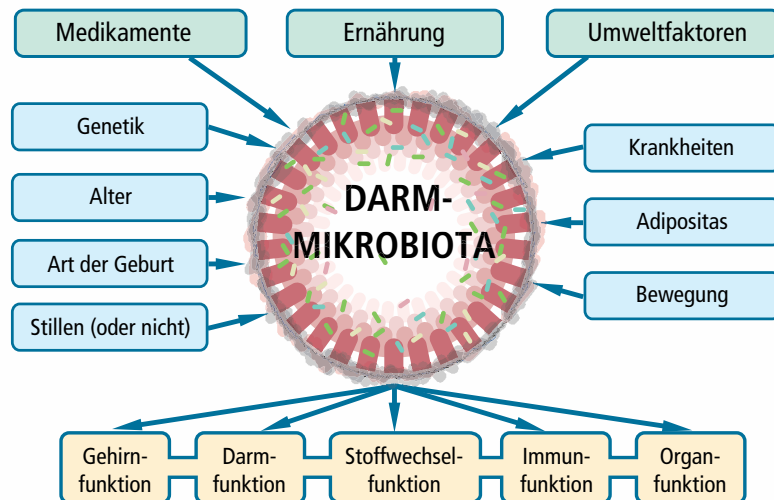 Medikamente
Ernährung
Umweltfaktoren
Genetik
Alter
Art der Geburt
Stillen (oder nicht)
DARM-
MIKROBIOTA
Krankheiten
Adipositas
Bewegung
Gehirn-
funktion
Darm-
funktion
Stoffwechsel-
funktion
Immun-
funktion
Organ-
funktion